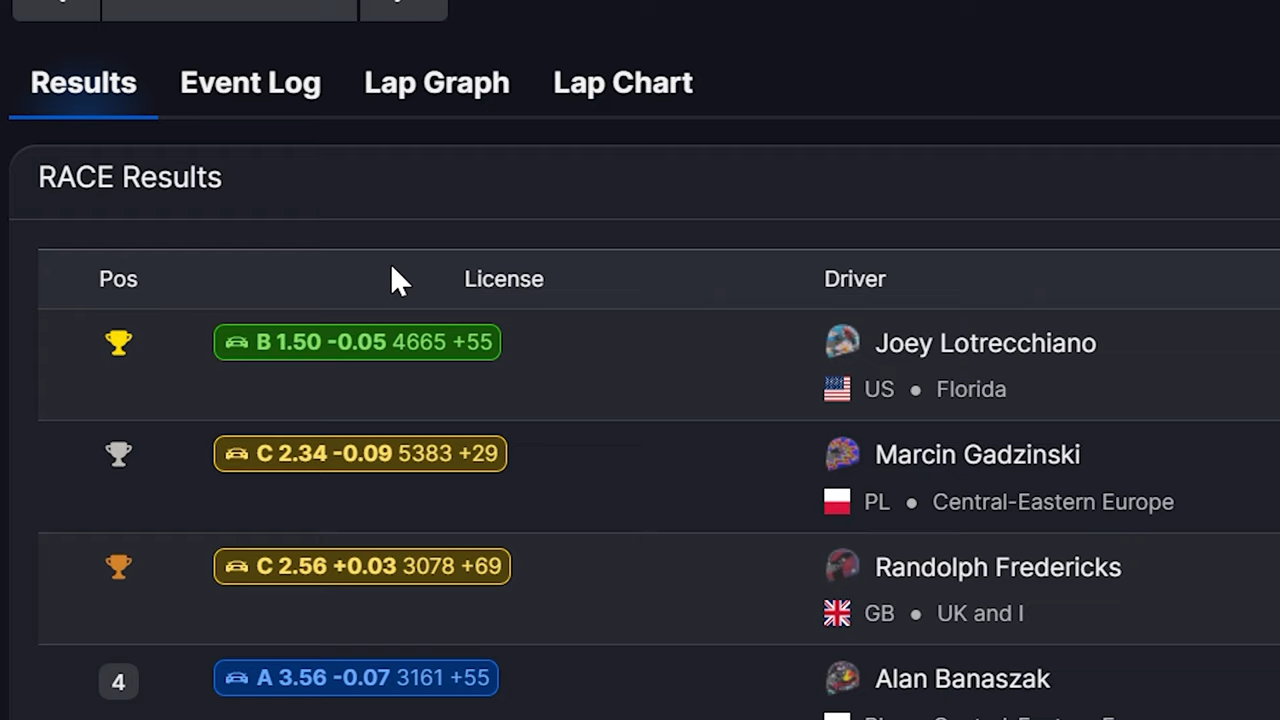 Results Event Log Lap Graph Lap Chart
RACE Results
Pos License Driver
B 1.50 -0.05 4665 +55 Joey Lotrecchiano
US • Florida
C 2.34 -0.09 5383 +29 Marcin Gadzinski
PL • Central-Eastern Europe
C 2.56 +0.03 3078 +69 Randolph Fredericks
GB • UK and I
4 A 3.56 -0.07 3161 +55 Alan Banaszak